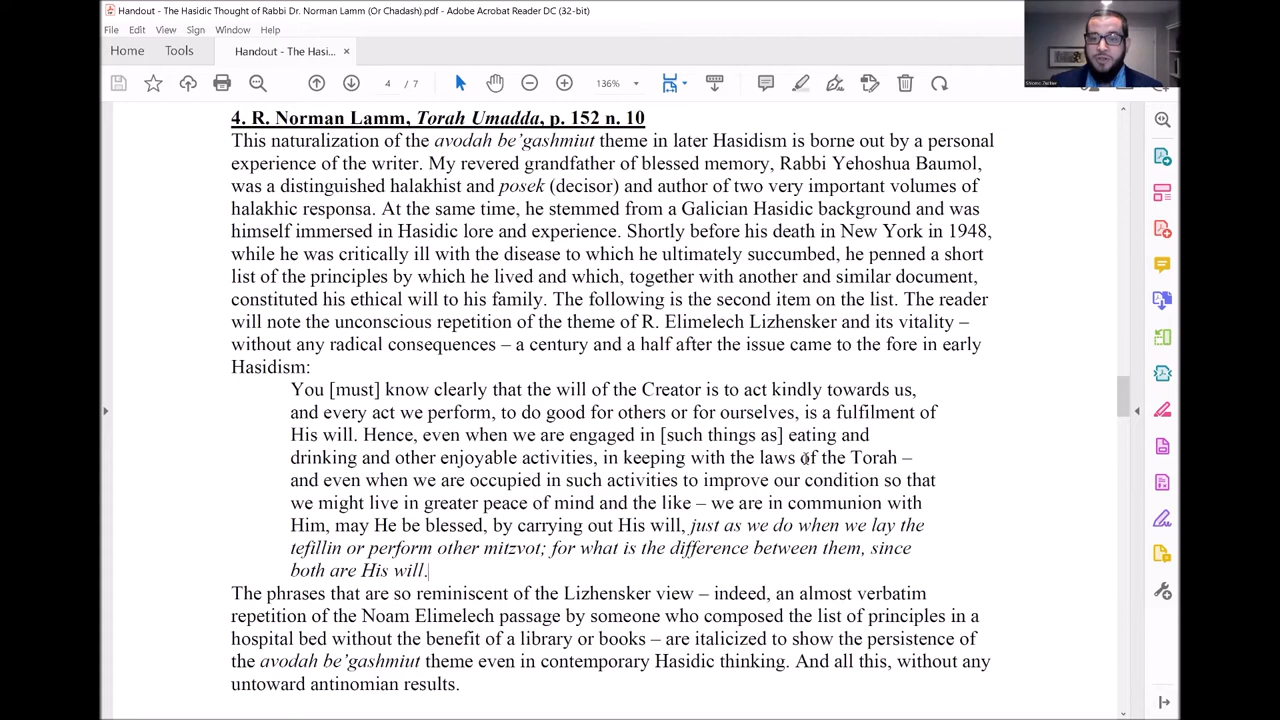 Handout - The Hasidic Thought of Rabbi Dr. Norman Lamm (Or Chadash).pdf - Adobe Acrobat Reader DC (32-bit)
File Edit View Sign Window Help
Home Tools Handout - The Hasi... ×
4 / 7 136%
4. R. Norman Lamm, Torah Umadda, p. 152 n. 10
This naturalization of the avodah be’gashmiut theme in later Hasidism is borne out by a personal
experience of the writer. My revered grandfather of blessed memory, Rabbi Yehoshua Baumol,
was a distinguished halakhist and posek (decisor) and author of two very important volumes of
halakhic responsa. At the same time, he stemmed from a Galician Hasidic background and was
himself immersed in Hasidic lore and experience. Shortly before his death in New York in 1948,
while he was critically ill with the disease to which he ultimately succumbed, he penned a short
list of the principles by which he lived and which, together with another and similar document,
constituted his ethical will to his family. The following is the second item on the list. The reader
will note the unconscious repetition of the theme of R. Elimelech Lizhensker and its vitality –
without any radical consequences – a century and a half after the issue came to the fore in early
Hasidism:
You [must] know clearly that the will of the Creator is to act kindly towards us,
and every act we perform, to do good for others or for ourselves, is a fulfilment of
His will. Hence, even when we are engaged in [such things as] eating and
drinking and other enjoyable activities, in keeping with the laws of the Torah –
and even when we are occupied in such activities to improve our condition so that
we might live in greater peace of mind and the like – we are in communion with
Him, may He be blessed, by carrying out His will, just as we do when we lay the
tefillin or perform other mitzvot; for what is the difference between them, since
both are His will.
The phrases that are so reminiscent of the Lizhensker view – indeed, an almost verbatim
repetition of the Noam Elimelech passage by someone who composed the list of principles in a
hospital bed without the benefit of a library or books – are italicized to show the persistence of
the avodah be’gashmiut theme even in contemporary Hasidic thinking. And all this, without any
untoward antinomian results.